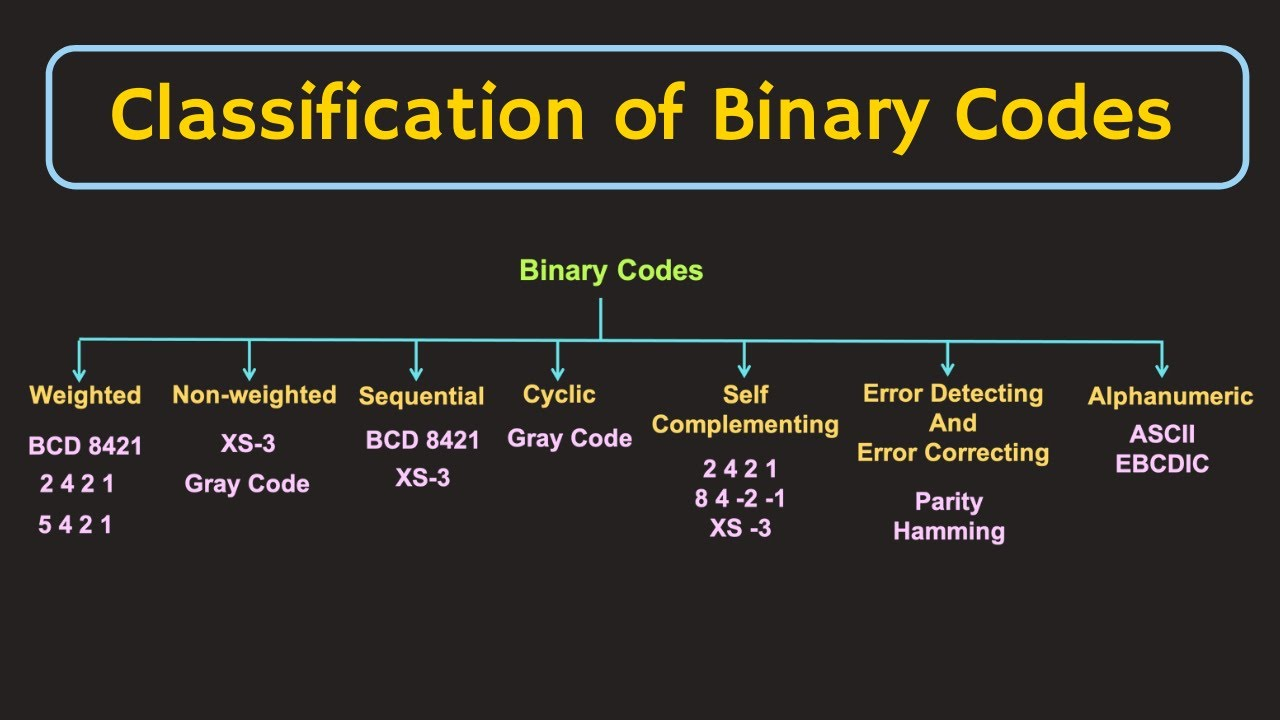 Classification of Binary Codes
Binary Codes
Weighted
BCD 8421
2 4 2 1
5 4 2 1
Non-weighted
XS-3
Gray Code
Sequential
BCD 8421
XS-3
Cyclic
Gray Code
Self
Complementing
2 4 2 1
8 4 -2 -1
XS -3
Error Detecting
And
Error Correcting
Parity
Hamming
Alphanumeric
ASCII
EBCDIC